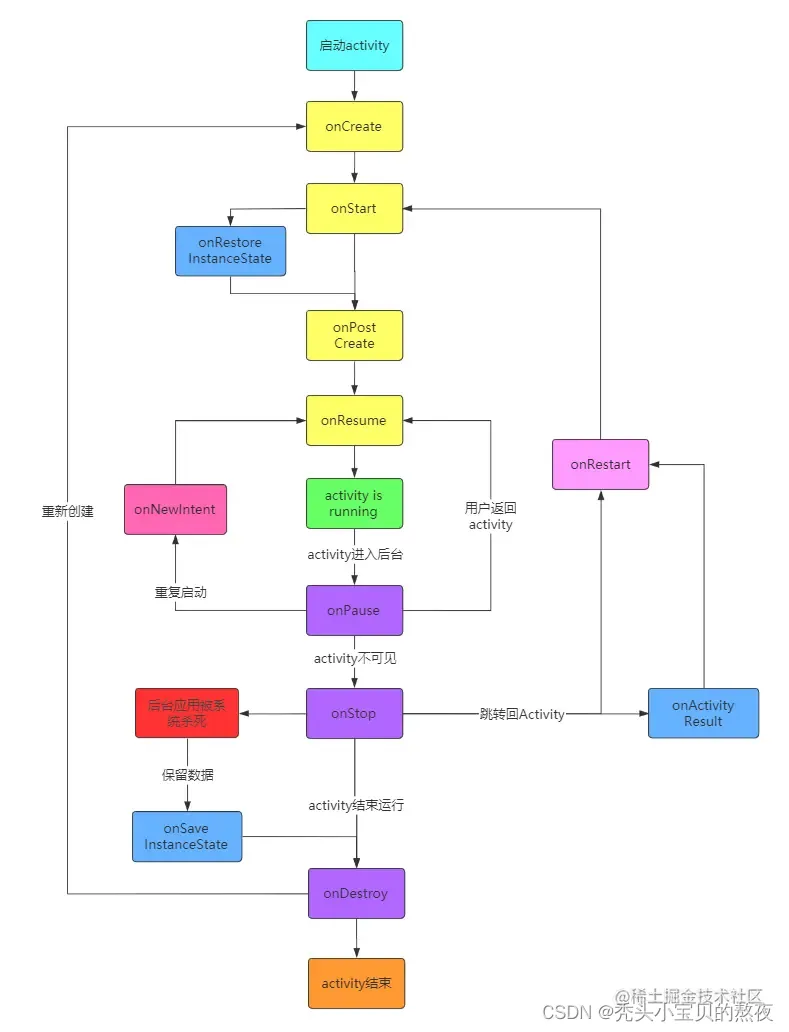 启动activity
onCreate
onStart
onRestore
InstanceState
onPost
Create
onResume
onRestart
activity is
running
onNewIntent
用户返回
activity
重新创建
activity进入后台
重复启动
onPause
activity不可见
后台应用被系
统杀死
onStop
跳转回Activity
onActivity
Result
保留数据
activity结束运行
onSave
InstanceState
onDestroy
activity结束
@稀土掘金技术社区
CSDN @秃头小宝贝的熬夜